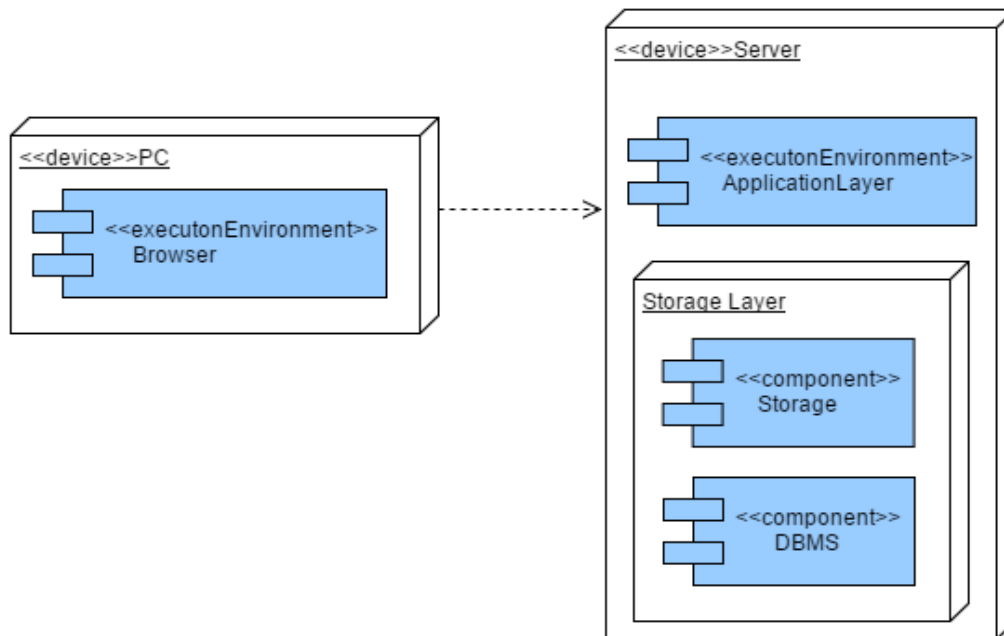 <<device>>PC
<<executonEnvironment>>
Browser
<<device>>Server
<<executonEnvironment>>
ApplicationLayer
Storage Layer
<<component>>
Storage
<<component>>
DBMS